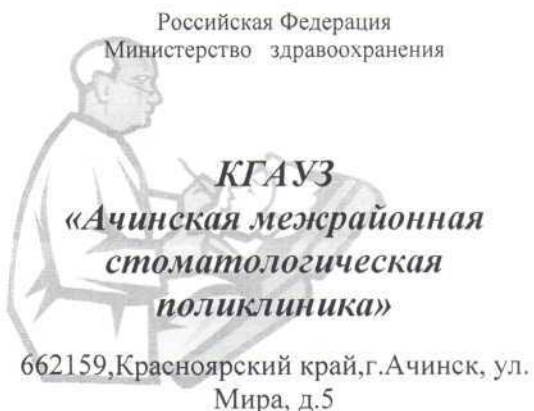 Российская Федерация
Министерство здравоохранения
КГАУЗ
«Ачинская межрайонная
стоматологическая
поликлиника»
662159,Красноярский край,г.Ачинск, ул.
Мира, д.5